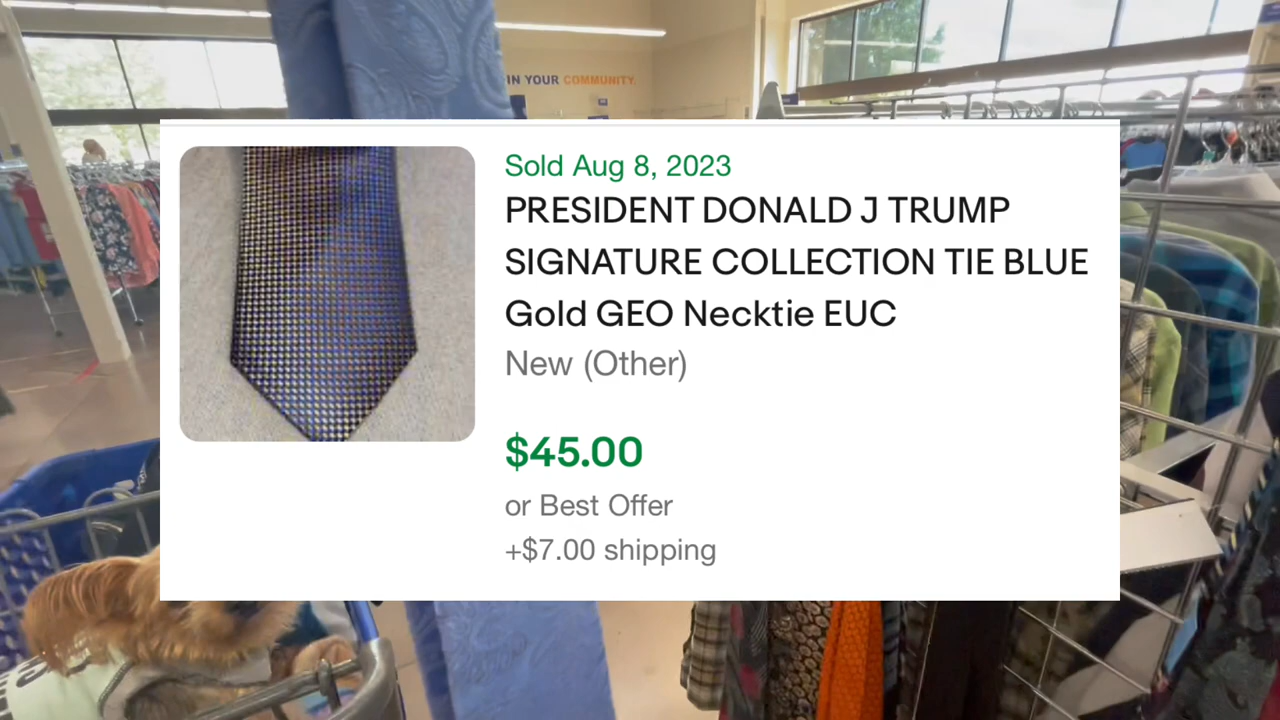 IN YOUR COMMUNITY.
Sold Aug 8, 2023
PRESIDENT DONALD J TRUMP
SIGNATURE COLLECTION TIE BLUE
Gold GEO Necktie EUC
New (Other)
$45.00
or Best Offer
+$7.00 shipping